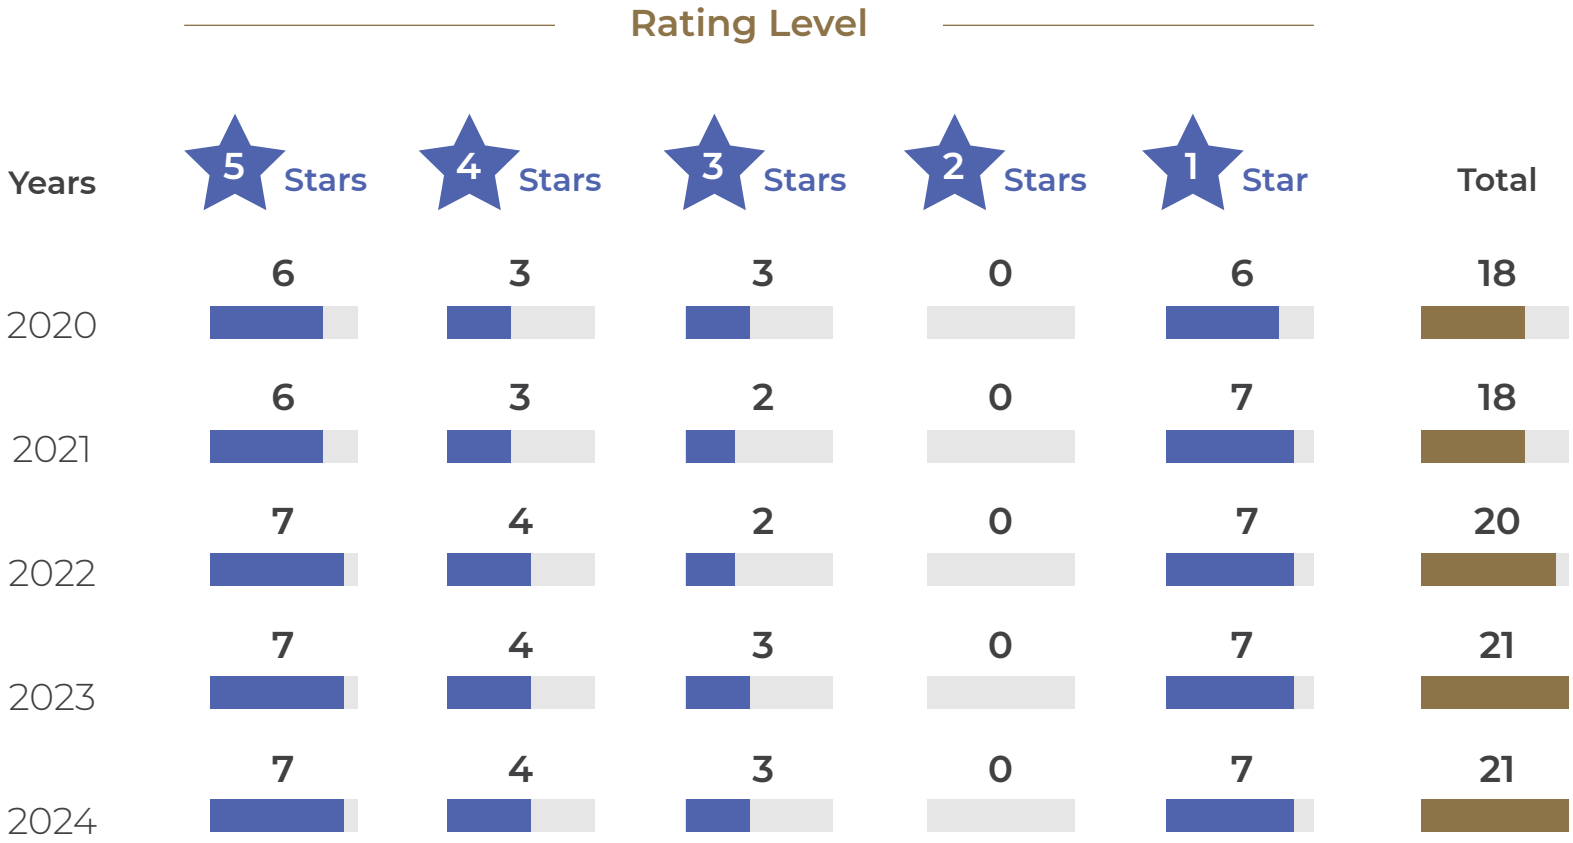 Rating Level
Years 5 Stars 4 Stars 3 Stars 2 Stars 1 Star Total
6 3 3 0 6 18
2020
6 3 2 0 7 18
2021
7 4 2 0 7 20
2022
7 4 3 0 7 21
2023
7 4 3 0 7 21
2024